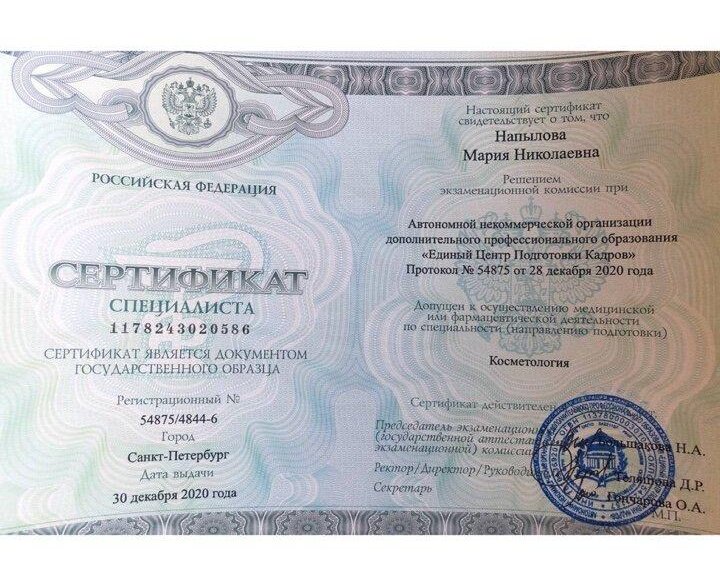 РОССИЙСКАЯ ФЕДЕРАЦИЯ
СЕРТИФИКАТ
СПЕЦИАЛИСТА
1178243020586
СЕРТИФИКАТ ЯВЛЯЕТСЯ ДОКУМЕНТОМ
ГОСУДАРСТВЕННОГО ОБРАЗЦА
Регистрационный №
54875/4844-6
Город
Санкт-Петербург
Дата выдачи
30 декабря 2020 года
Настоящий сертификат
свидетельствует о том, что
Напылова
Мария Николаевна
Решением
экзаменационной комиссии при
Автономной некоммерческой организации
дополнительного профессионального образования
«Единый Центр Подготовки Кадров»
Протокол № 54875 от 28 декабря 2020 года
Допущен к осуществлению медицинской
или фармацевтической деятельности
по специальности (направлению подготовки)
Косметология
Сертификат действителен
Председатель экзаменационной
(государственной
экзаменационной) комиссии
Н.А.
Ректор/Директор/Руководитель
Д.Р.
Секретарь
Гончарова О.А.
М.П.